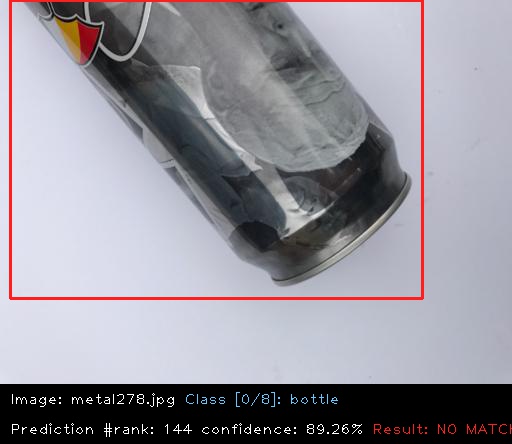 Image: metal278.jpg Class [0/8]: bottle
Prediction #rank: 144 confidence: 89.26% Result: NO MATCH